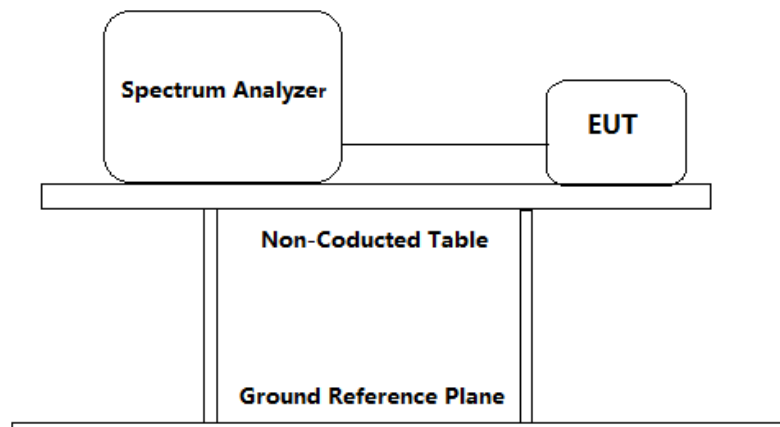 Spectrum Analyzer
EUT
Non-Coducted Table
Ground Reference Plane